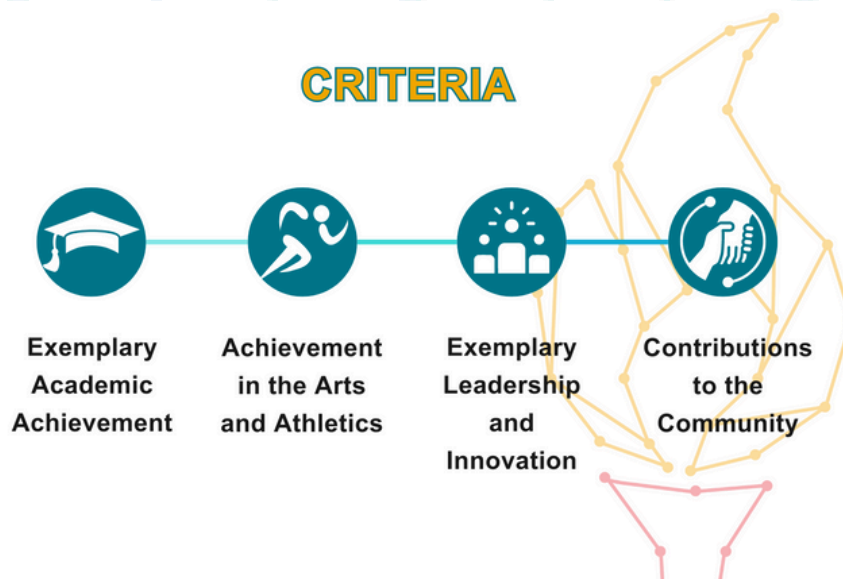 CRITERIA
Exemplary
Academic
Achievement
Achievement
in the Arts
and Athletics
Exemplary
Leadership
and
Innovation
Contributions
to the
Community